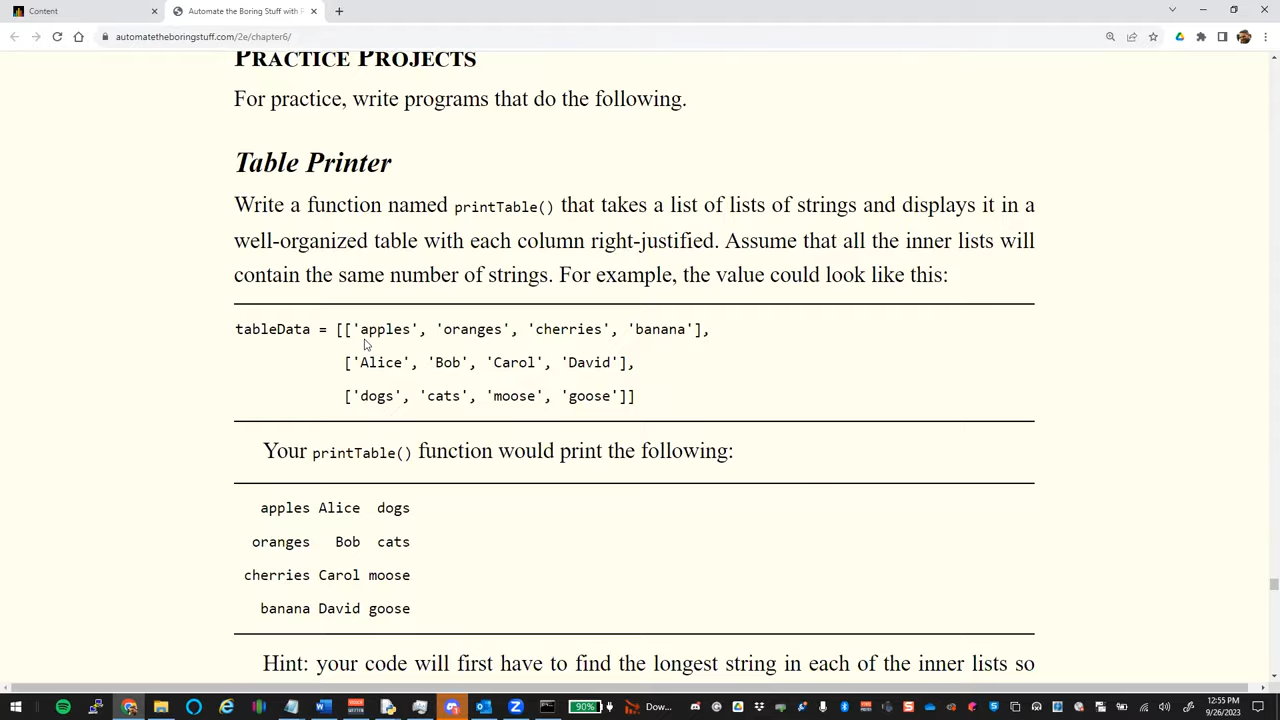 Content
Automate the Boring Stuff with P
automatetheboringstuff.com/2e/chapter6/
PRACTICE PROJECTS
For practice, write programs that do the following.
Table Printer
Write a function named printTable() that takes a list of lists of strings and displays it in a
well-organized table with each column right-justified. Assume that all the inner lists will
contain the same number of strings. For example, the value could look like this:
tableData = [['apples', 'oranges', 'cherries', 'banana'],
['Alice', 'Bob', 'Carol', 'David'],
['dogs', 'cats', 'moose', 'goose']]
Your printTable() function would print the following:
apples Alice  dogs
oranges   Bob  cats
cherries Carol moose
banana David goose
Hint: your code will first have to find the longest string in each of the inner lists so
90%
Dow...
12:55 PM
9/26/2023